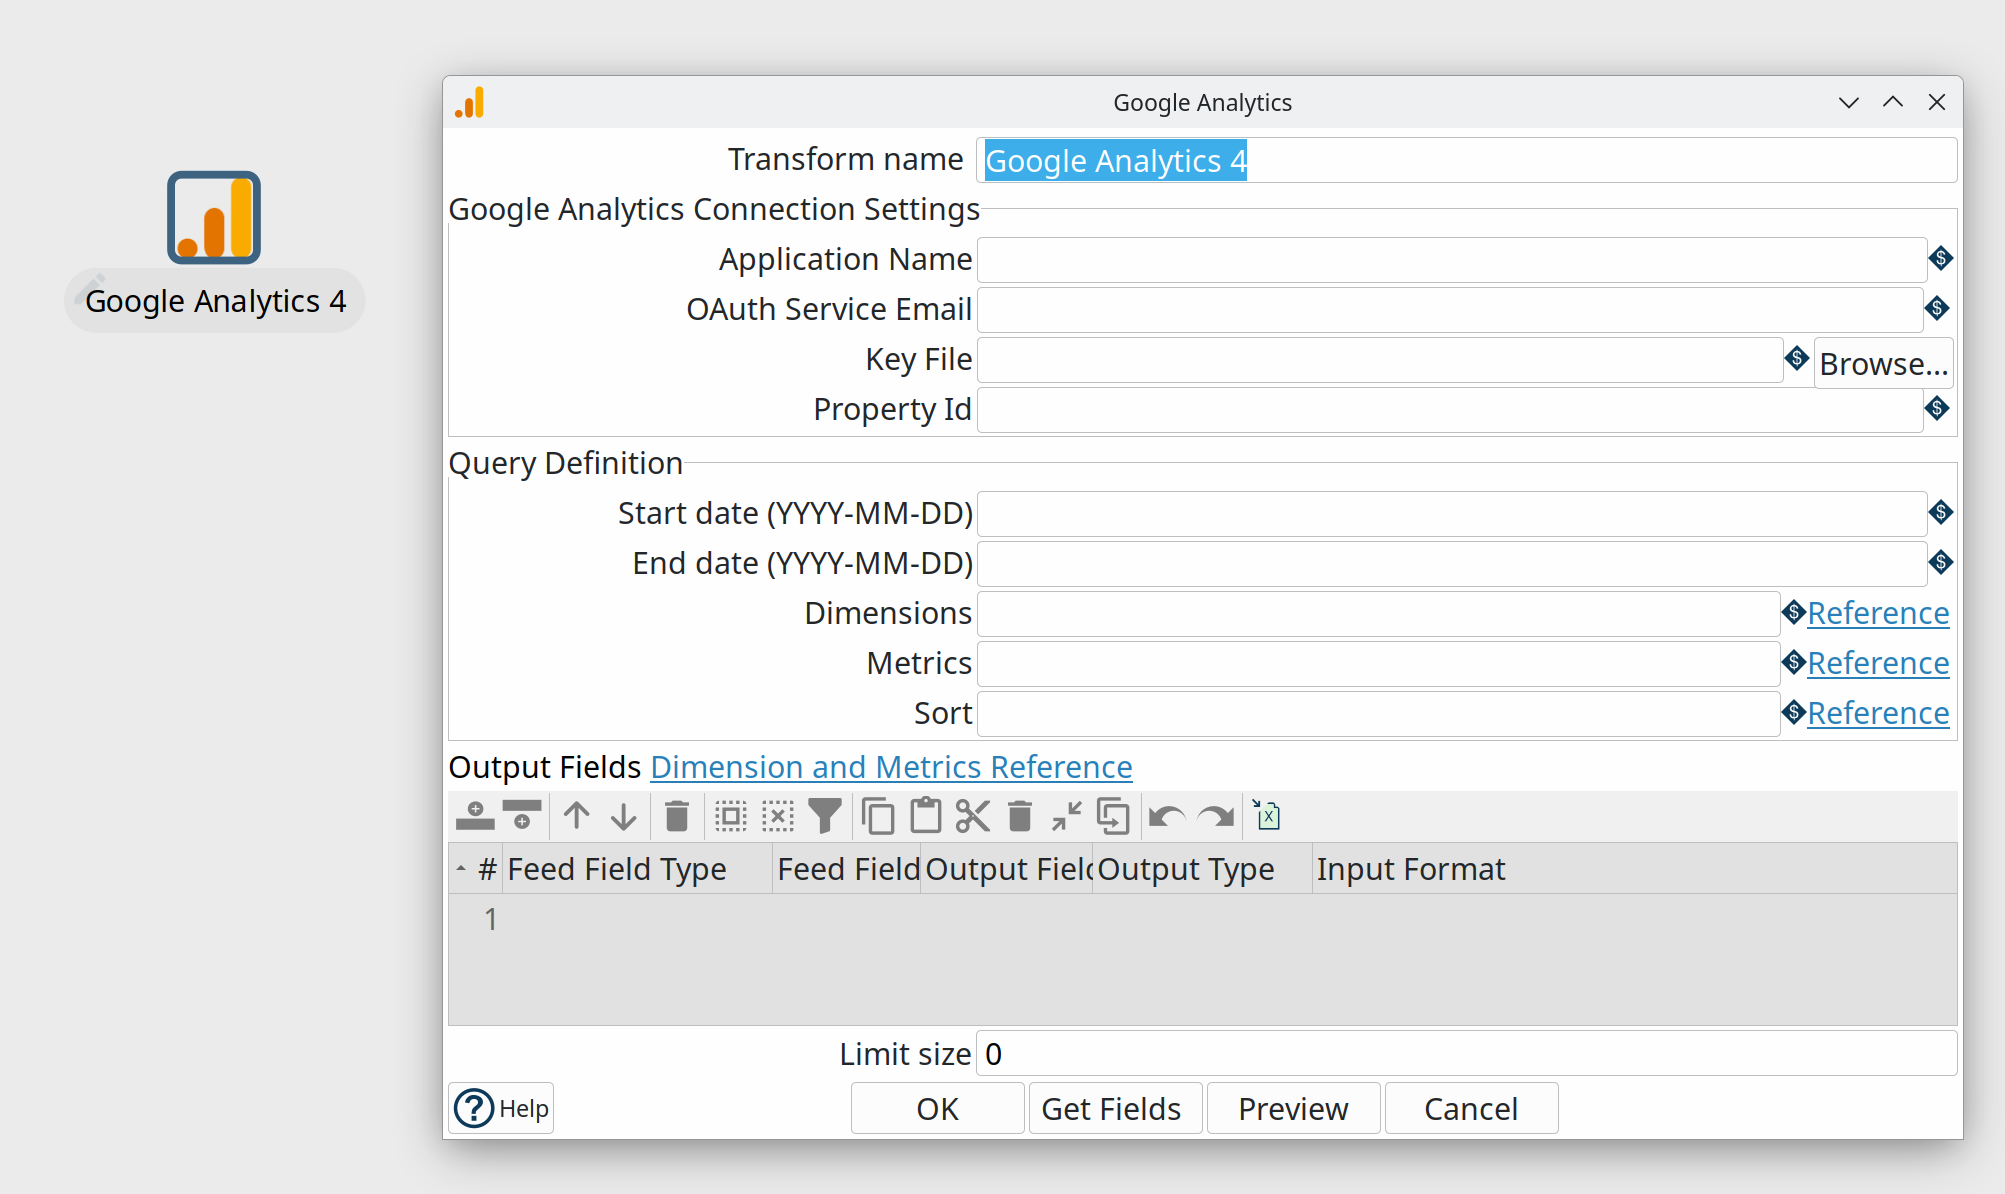 Google Analytics 4
Google Analytics
Transform name Google Analytics 4
Google Analytics Connection Settings
Application Name
OAuth Service Email
Key File Browse...
Property Id
Query Definition
Start date (YYYY-MM-DD)
End date (YYYY-MM-DD)
Dimensions Reference
Metrics Reference
Sort Reference
Output Fields Dimension and Metrics Reference
# Feed Field Type Feed Field Output Field Output Type Input Format
1
Limit size 0
Help OK Get Fields Preview Cancel